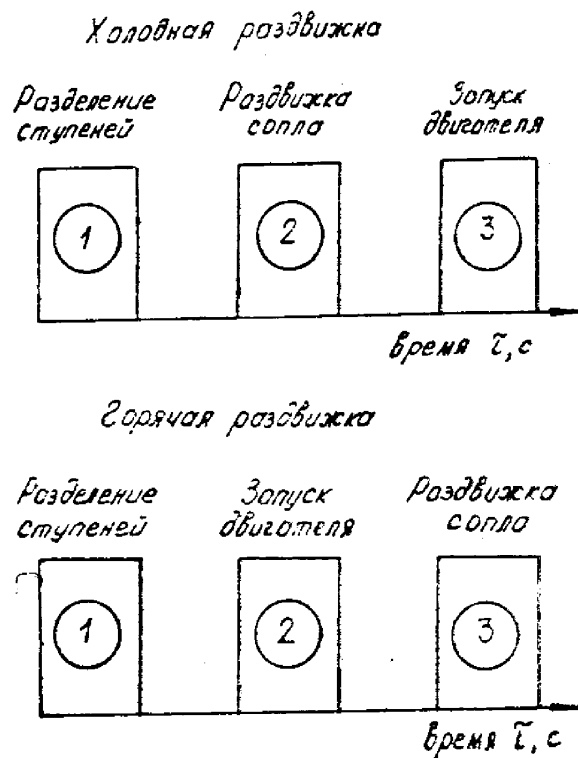 Холодная раздвижка
Разделение
ступеней
Раздвижка
сопла
Запуск
двигателя
1
2
3
время τ, с
Горячая раздвижка
Разделение
ступеней
Запуск
двигателя
Раздвижка
сопла
1
2
3
время τ, с